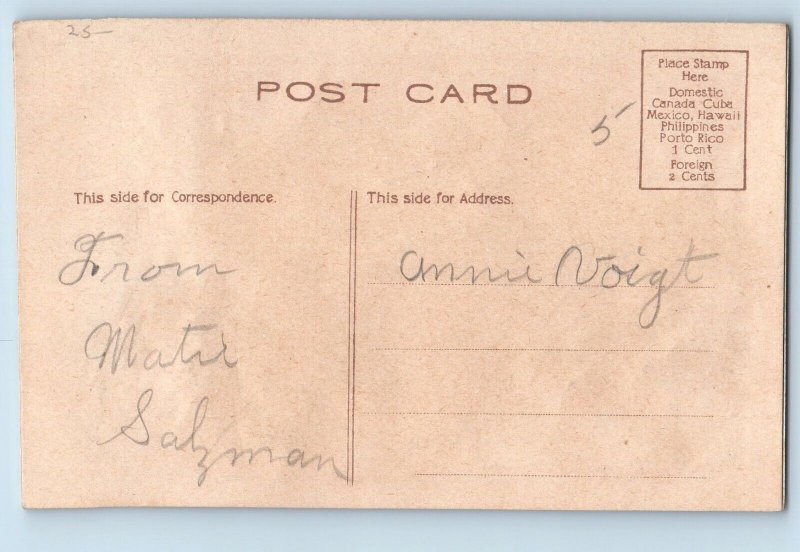 25-
POST CARD
Place Stamp
Here
Domestic
Canada Cuba
Mexico, Hawaii
Philippines
Porto Rico
1 Cent
Foreign
2 Cents
5-
This side for Correspondence.
This side for Address.
From
Salzman
Annie Voigt